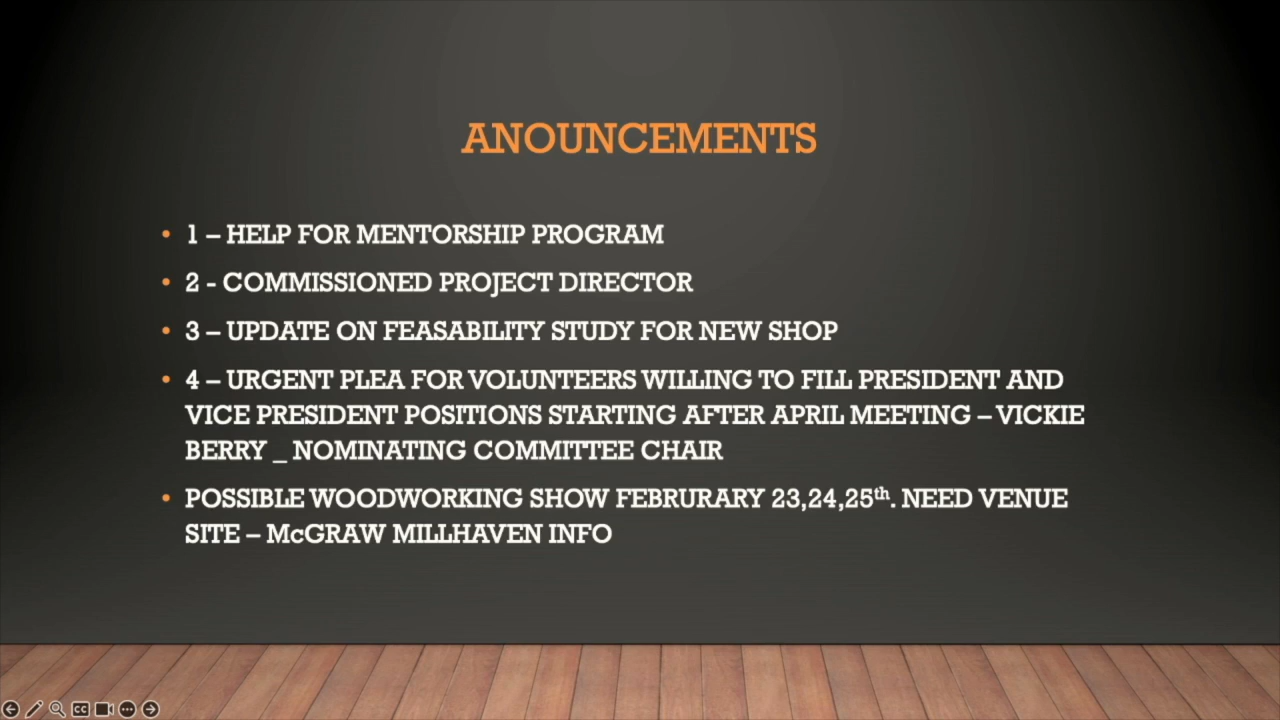 ANOUNCEMENTS
• 1 – HELP FOR MENTORSHIP PROGRAM
• 2 - COMMISSIONED PROJECT DIRECTOR
• 3 – UPDATE ON FEASABILITY STUDY FOR NEW SHOP
• 4 – URGENT PLEA FOR VOLUNTEERS WILLING TO FILL PRESIDENT AND
VICE PRESIDENT POSITIONS STARTING AFTER APRIL MEETING – VICKIE
BERRY _ NOMINATING COMMITTEE CHAIR
• POSSIBLE WOODWORKING SHOW FEBRURARY 23,24,25th. NEED VENUE
SITE – McGRAW MILLHAVEN INFO
CC